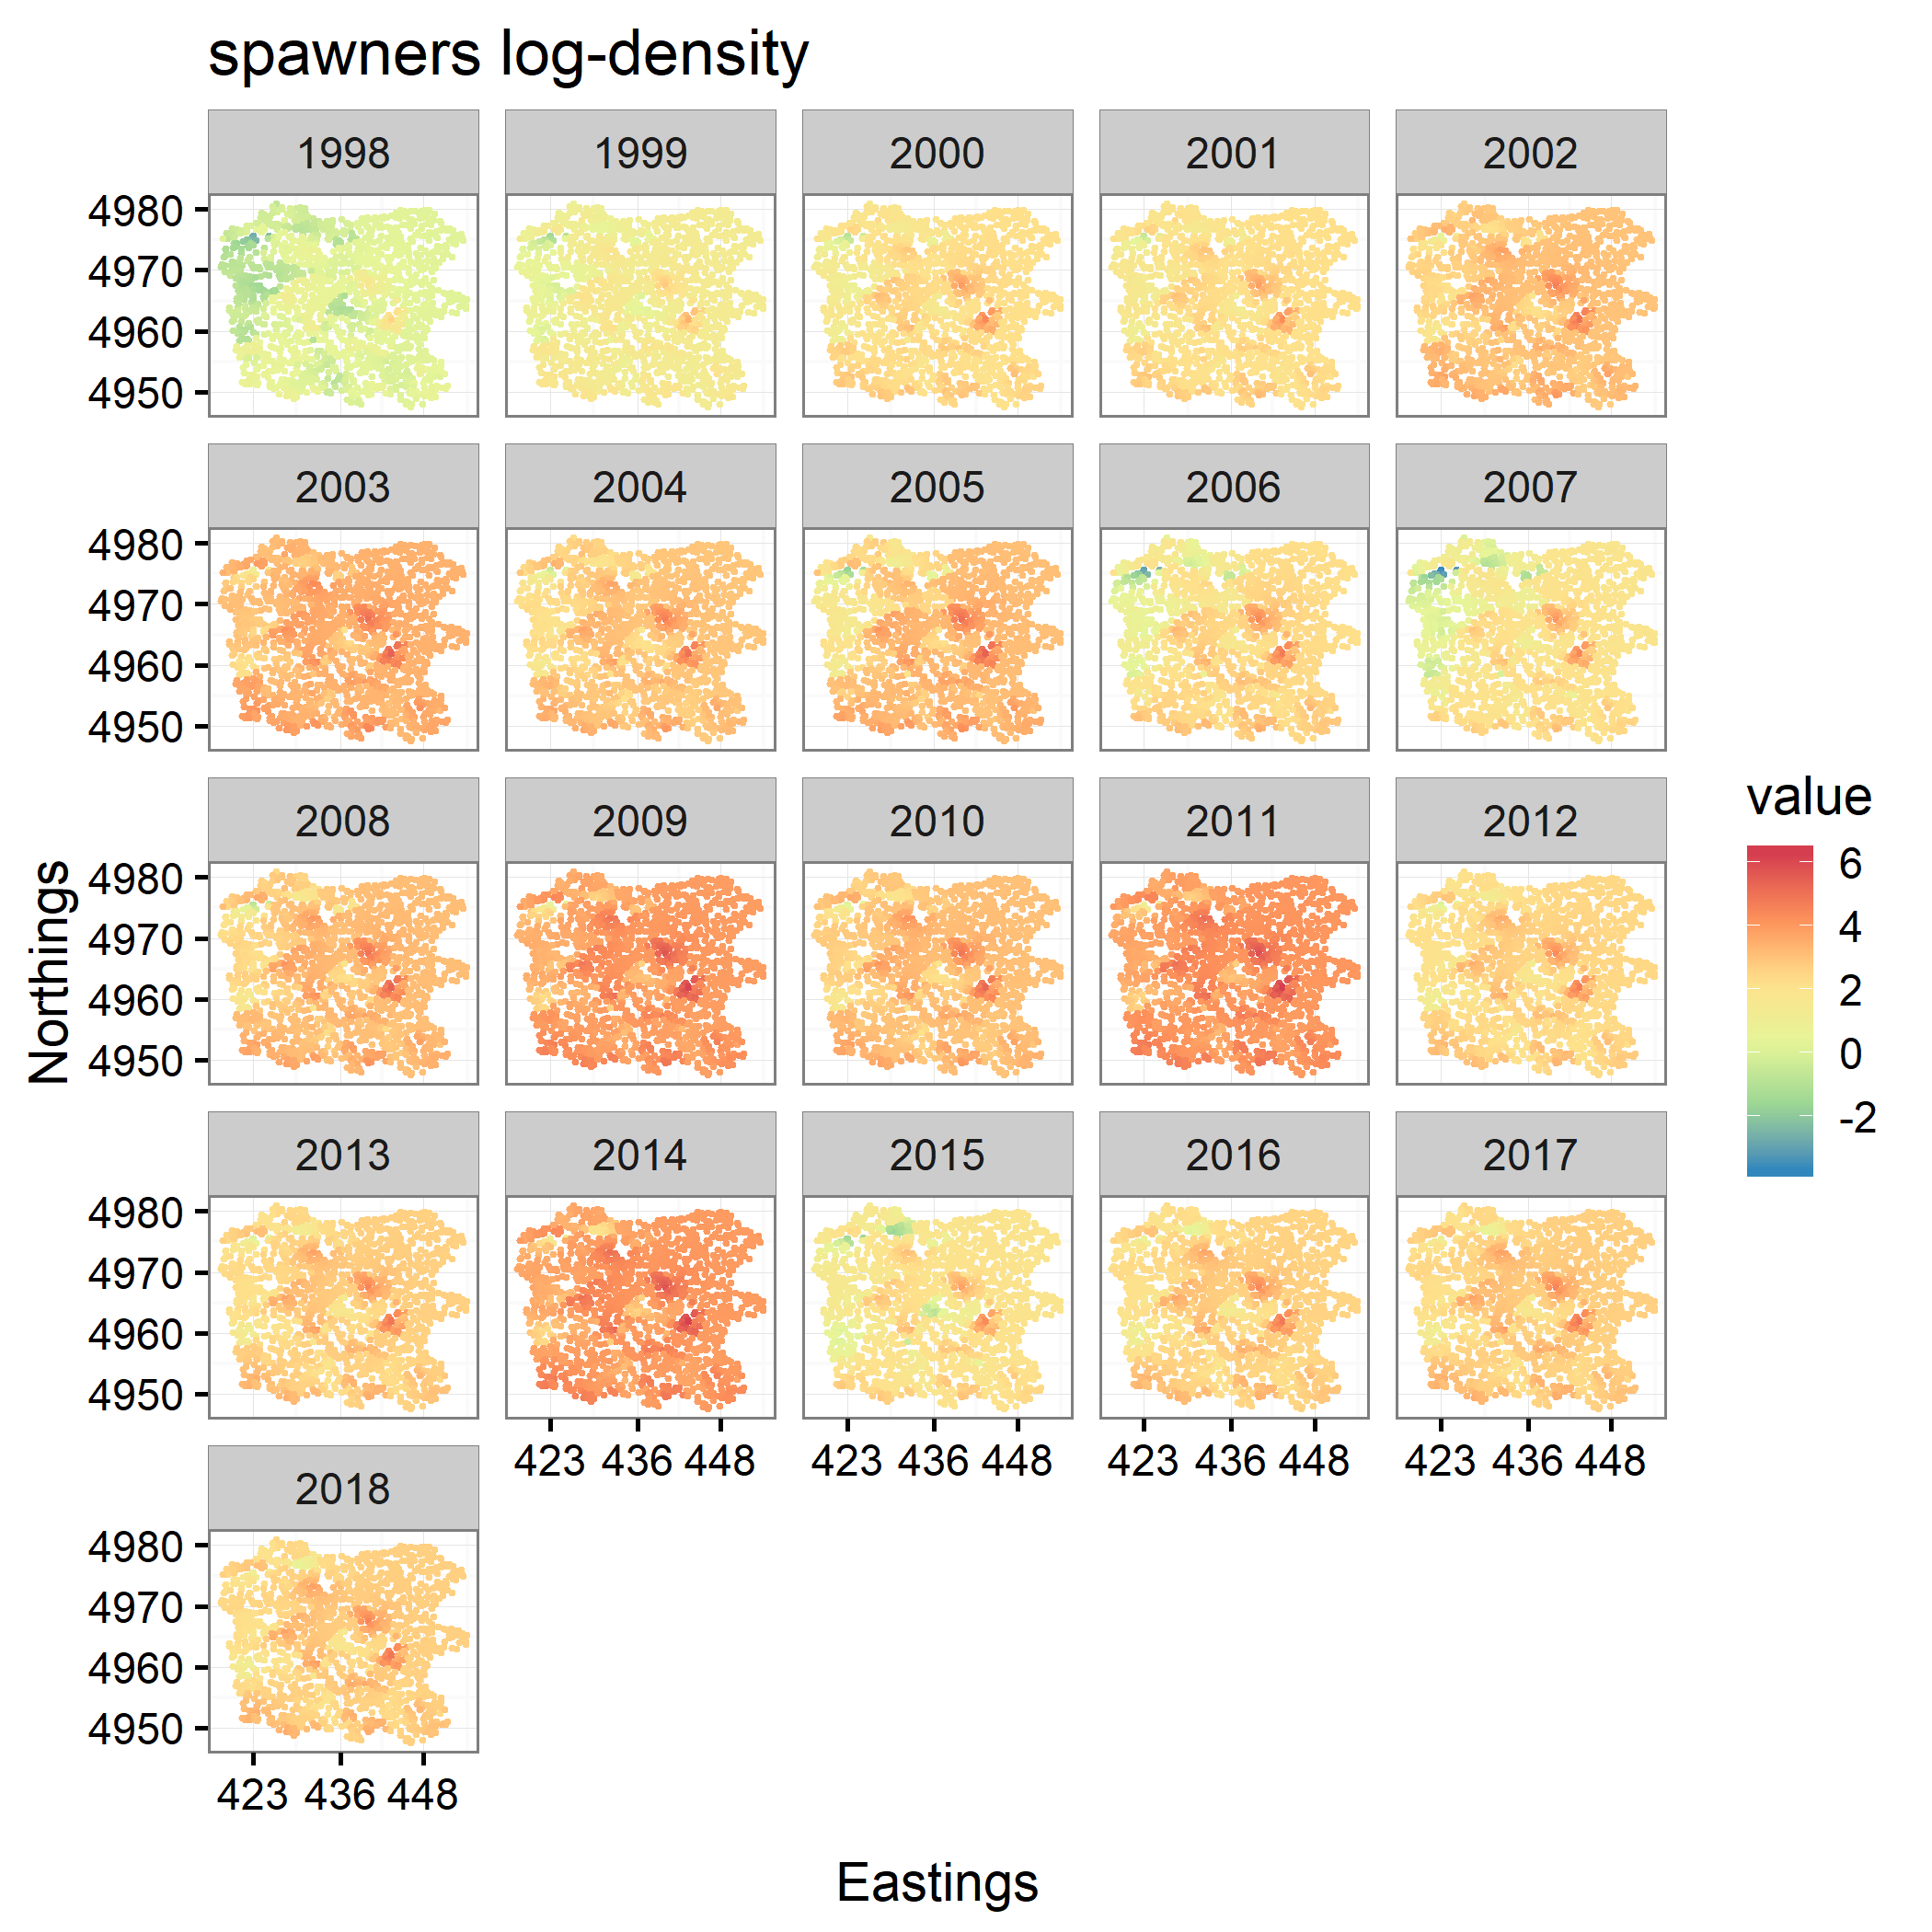 spawners log-density
1998 1999 2000 2001 2002
4980
4970
4960
4950
2003 2004 2005 2006 2007
4980
4970
4960
4950
2008 2009 2010 2011 2012
4980
4970
4960
4950
2013 2014 2015 2016 2017
4980
4970
4960
4950
423 436 448 423 436 448 423 436 448 423 436 448
2018
4980
4970
4960
4950
423 436 448
Northings
Eastings
value
6
4
2
0
-2